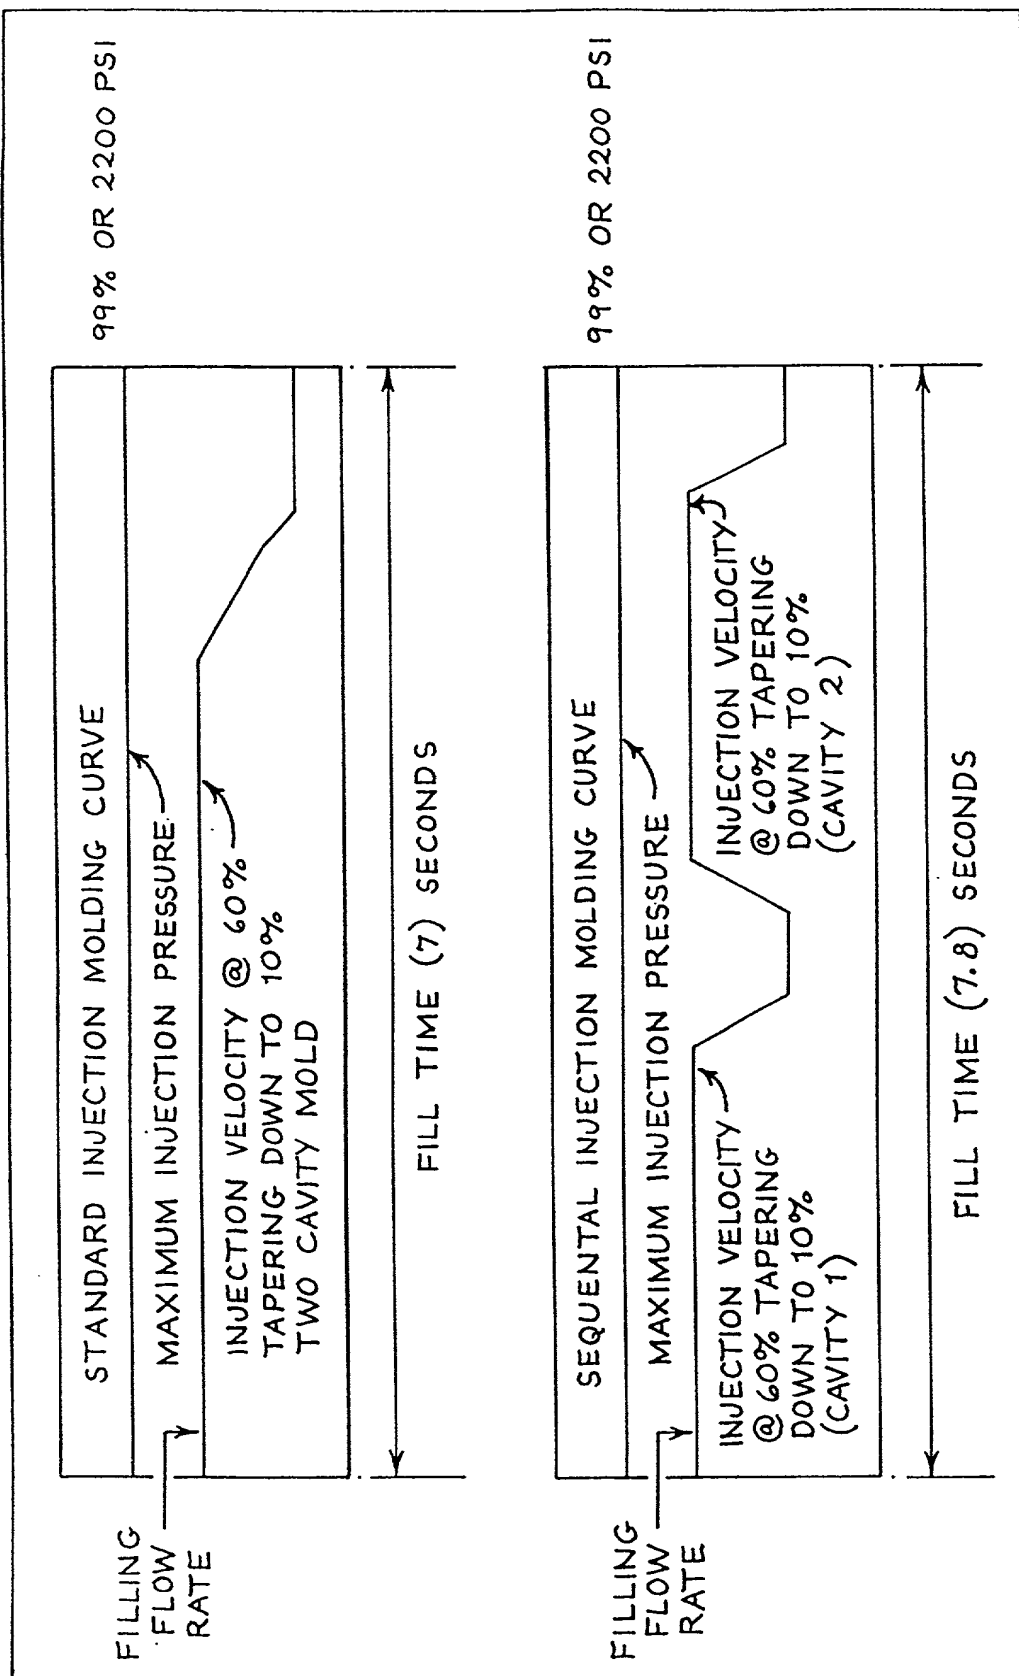 STANDARD INJECTION MOLDING CURVE
MAXIMUM INJECTION PRESSURE
99% OR 2200 PSI
FILLING
FLOW
RATE
INJECTION VELOCITY @ 60%
TAPERING DOWN TO 10%
TWO CAVITY MOLD
FILL TIME (7) SECONDS
SEQUENTAL INJECTION MOLDING CURVE
MAXIMUM INJECTION PRESSURE
99% OR 2200 PSI
FILLING
FLOW
RATE
INJECTION VELOCITY
@ 60% TAPERING
DOWN TO 10%
(CAVITY 1)
INJECTION VELOCITY
@ 60% TAPERING
DOWN TO 10%
(CAVITY 2)
FILL TIME (7.8) SECONDS